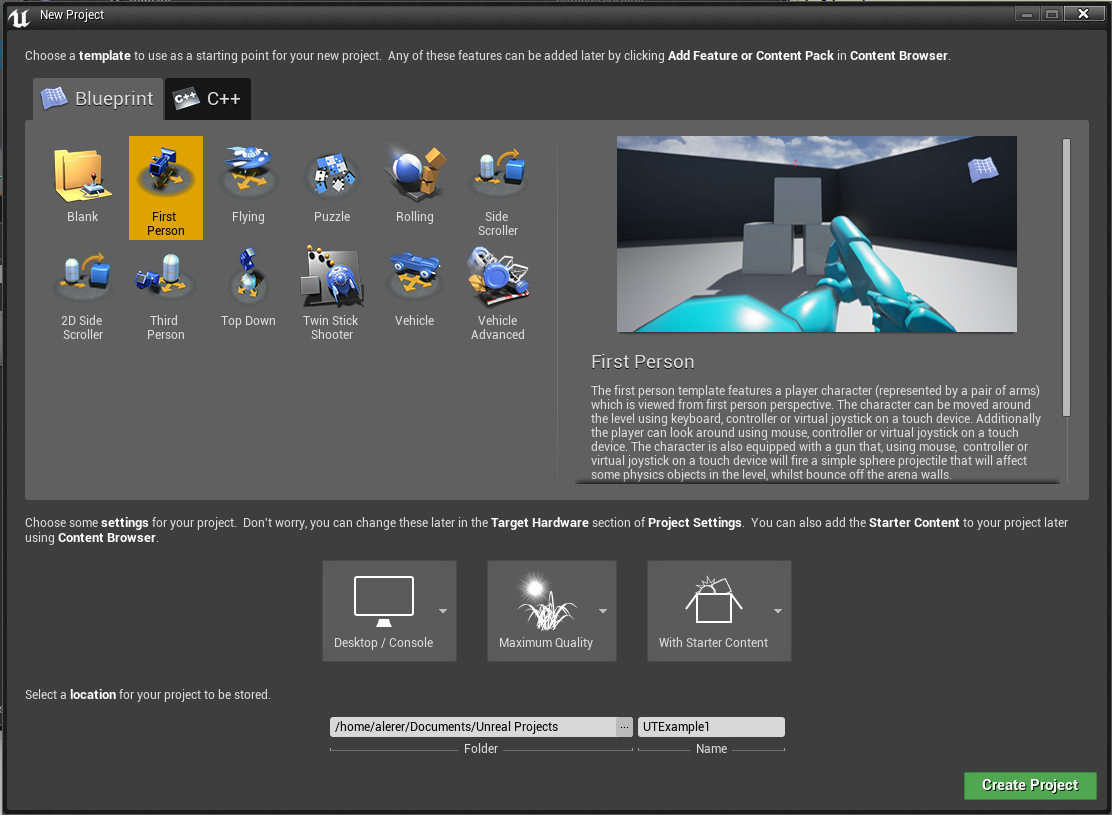 New Project
Choose a template to use as a starting point for your new project.  Any of these features can be added later by clicking Add Feature or Content Pack in Content Browser.
Blueprint
C++
C++
Blank
First
Person
Flying
Puzzle
Rolling
Side
Scroller
2D Side
Scroller
Third
Person
Top Down
Twin Stick
Shooter
Vehicle
Vehicle
Advanced
First Person
The first person template features a player character (represented by a pair of arms)
which is viewed from first person perspective. The character can be moved around
the level using keyboard, controller or virtual joystick on a touch device. Additionally
the player can look around using mouse, controller or virtual joystick on a touch
device. The character is also equipped with a gun that, using mouse,  controller or
virtual joystick on a touch device will fire a simple sphere projectile that will affect
some physics objects in the level, whilst bounce off the arena walls.
Choose some settings for your project.  Don't worry, you can change these later in the Target Hardware section of Project Settings.  You can also add the Starter Content to your project later
using Content Browser.
Desktop / Console
Maximum Quality
With Starter Content
Select a location for your project to be stored.
/home/alerer/Documents/Unreal Projects
...
UTExample1
Folder
Name
Create Project